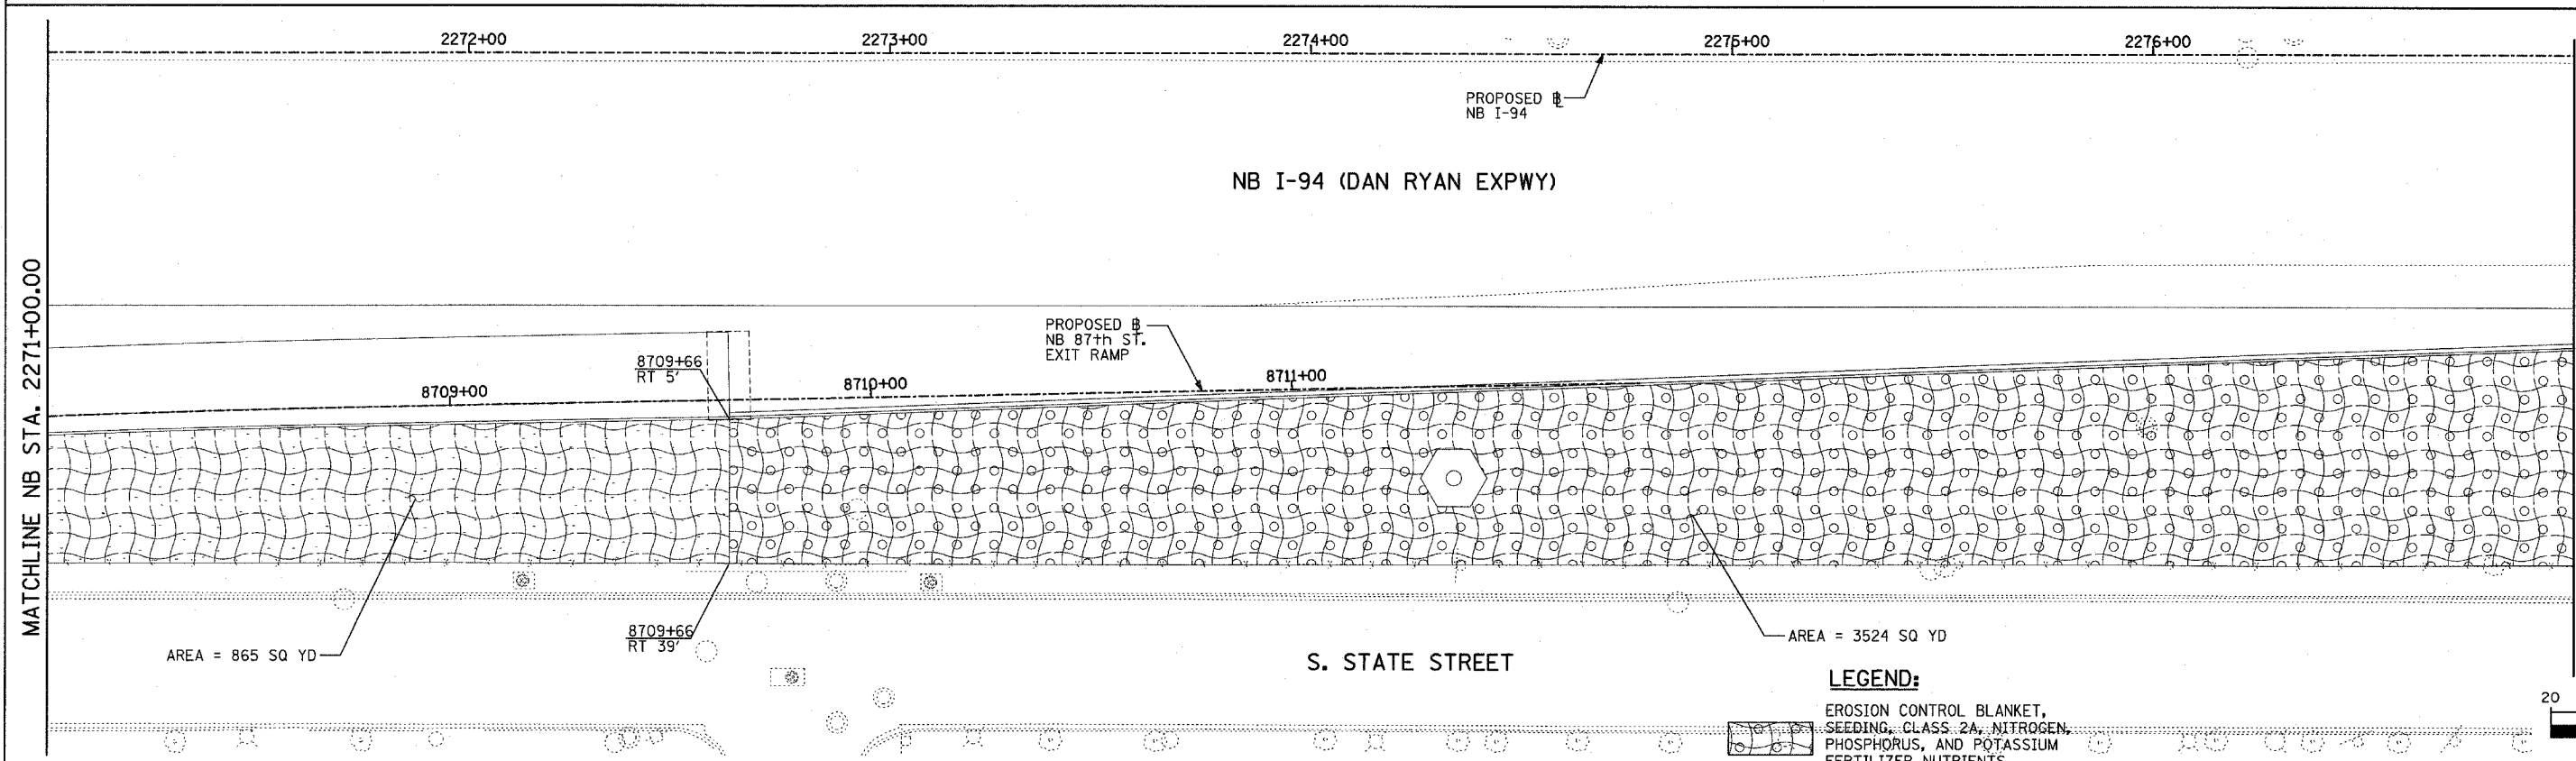 2272+00
2273+00
2274+00
2275+00
2276+00
PROPOSED ℄
NB I-94
NB I-94 (DAN RYAN EXPWY)
MATCHLINE NB STA. 2271+00.00
PROPOSED ℄
NB 87th ST.
EXIT RAMP
8709+66
RT 5'
8709+00
8710+00
8711+00
8709+66
RT 39'
AREA = 865 SQ YD
AREA = 3524 SQ YD
S. STATE STREET
LEGEND:
20
EROSION CONTROL BLANKET,
SEEDING, CLASS 2A, NITROGEN,
PHOSPHORUS, AND POTASSIUM
FERTILIZER NUTRIENTS